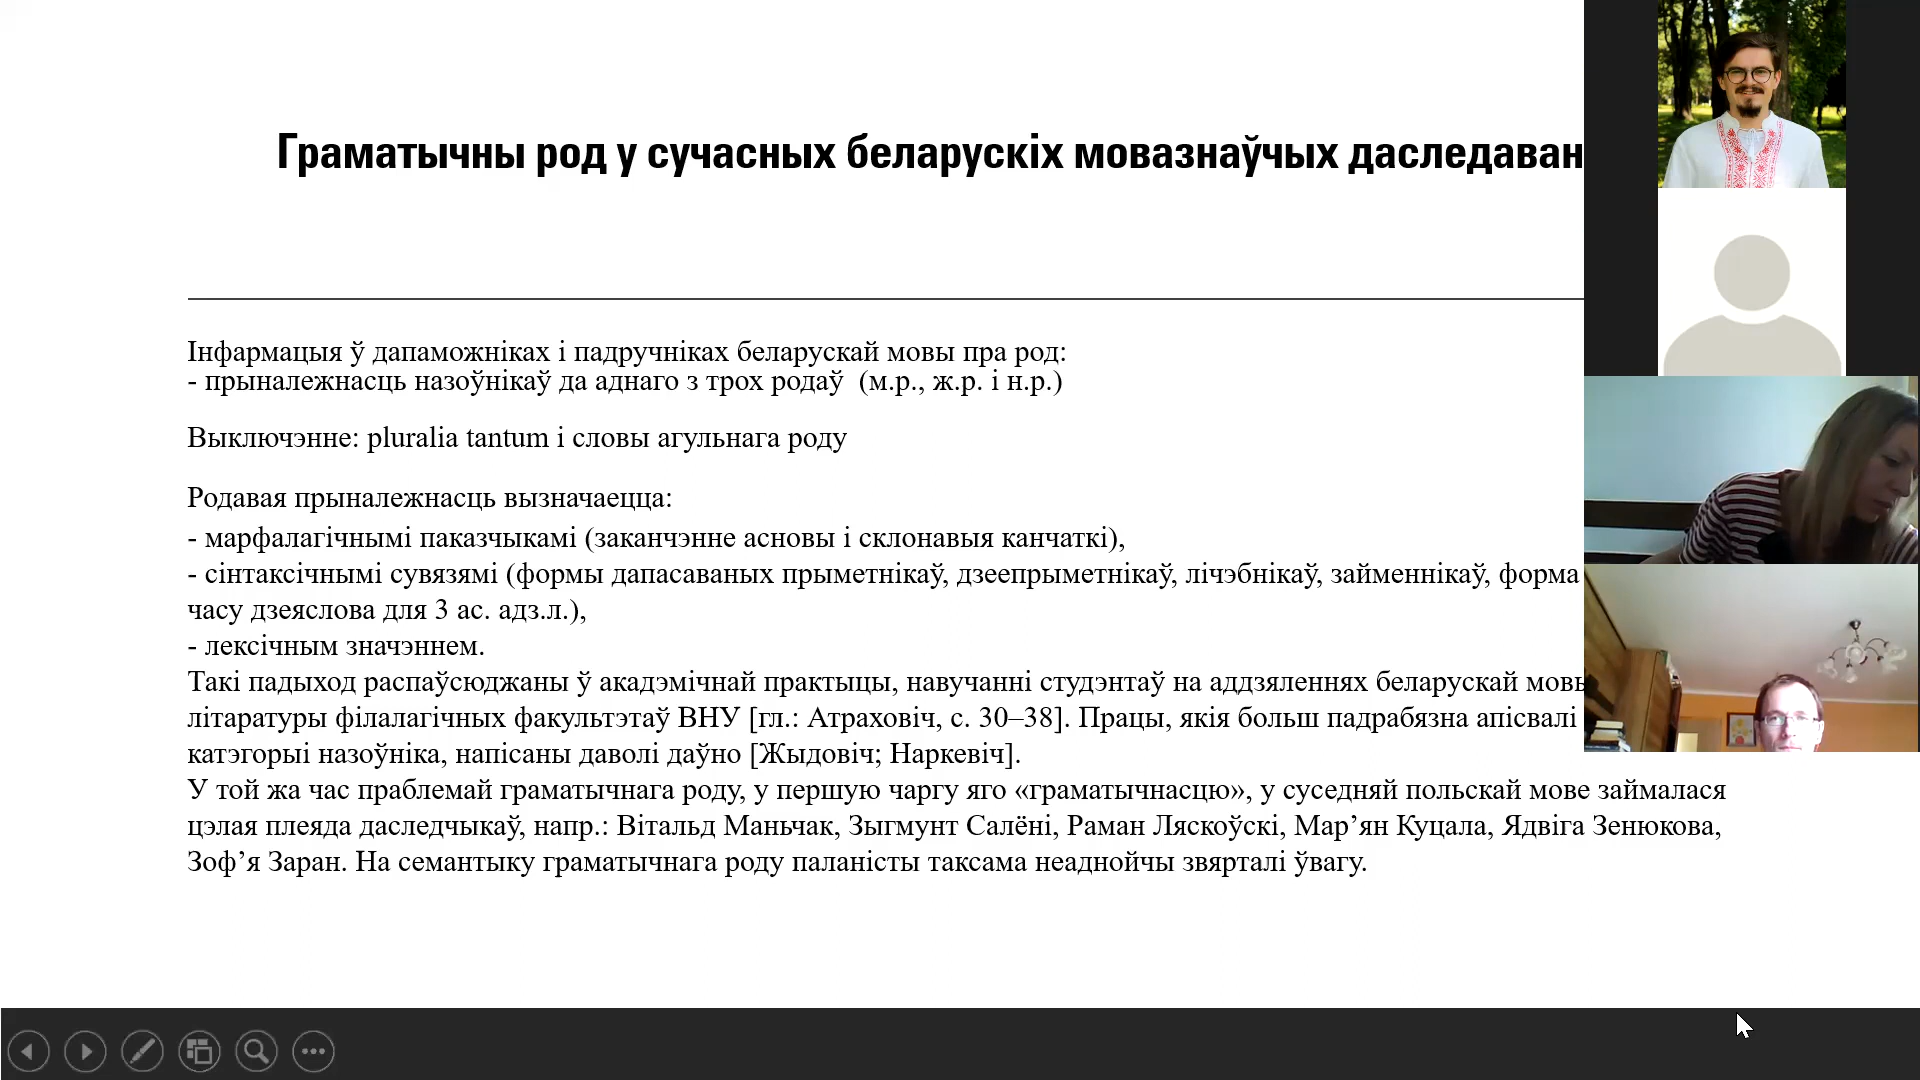 Граматычны род у сучасных беларускіх мовазнаўчых даследаван
Інфармацыя ў дапаможніках і падручніках беларускай мовы пра род:
- прыналежнасць назоўнікаў да аднаго з трох родаў (м.р., ж.р. і н.р.)
Выключэнне: pluralia tantum і словы агульнага роду
Родавая прыналежнасць вызначаецца:
- марфалагічнымі паказчыкамі (заканчэнне асновы і склонавыя канчаткі),
- сінтаксічнымі сувязямі (формы дапасаваных прыметнікаў, дзеепрыметнікаў, лічэбнікаў, займеннікаў, форма
часу дзеяслова для 3 ас. адз.л.),
- лексічным значэннем.
Такі падыход распаўсюджаны ў акадэмічнай практыцы, навучанні студэнтаў на аддзяленнях беларускай мовы
літаратуры філалагічных факультэтаў ВНУ [гл.: Атраховіч, с. 30–38]. Працы, якія больш падрабязна апісвалі
катэгорыі назоўніка, напісаны даволі даўно [Жыдовіч; Наркевіч].
У той жа час праблемай граматычнага роду, у першую чаргу яго «граматычнасцю», у суседняй польскай мове займалася
цэлая плеяда даследчыкаў, напр.: Вітальд Маньчак, Зыгмунт Салёні, Раман Ляскоўскі, Мар’ян Куцала, Ядвіга Зенюкова,
Зоф’я Заран. На семантыку граматычнага роду паланісты таксама неаднойчы звярталі ўвагу.